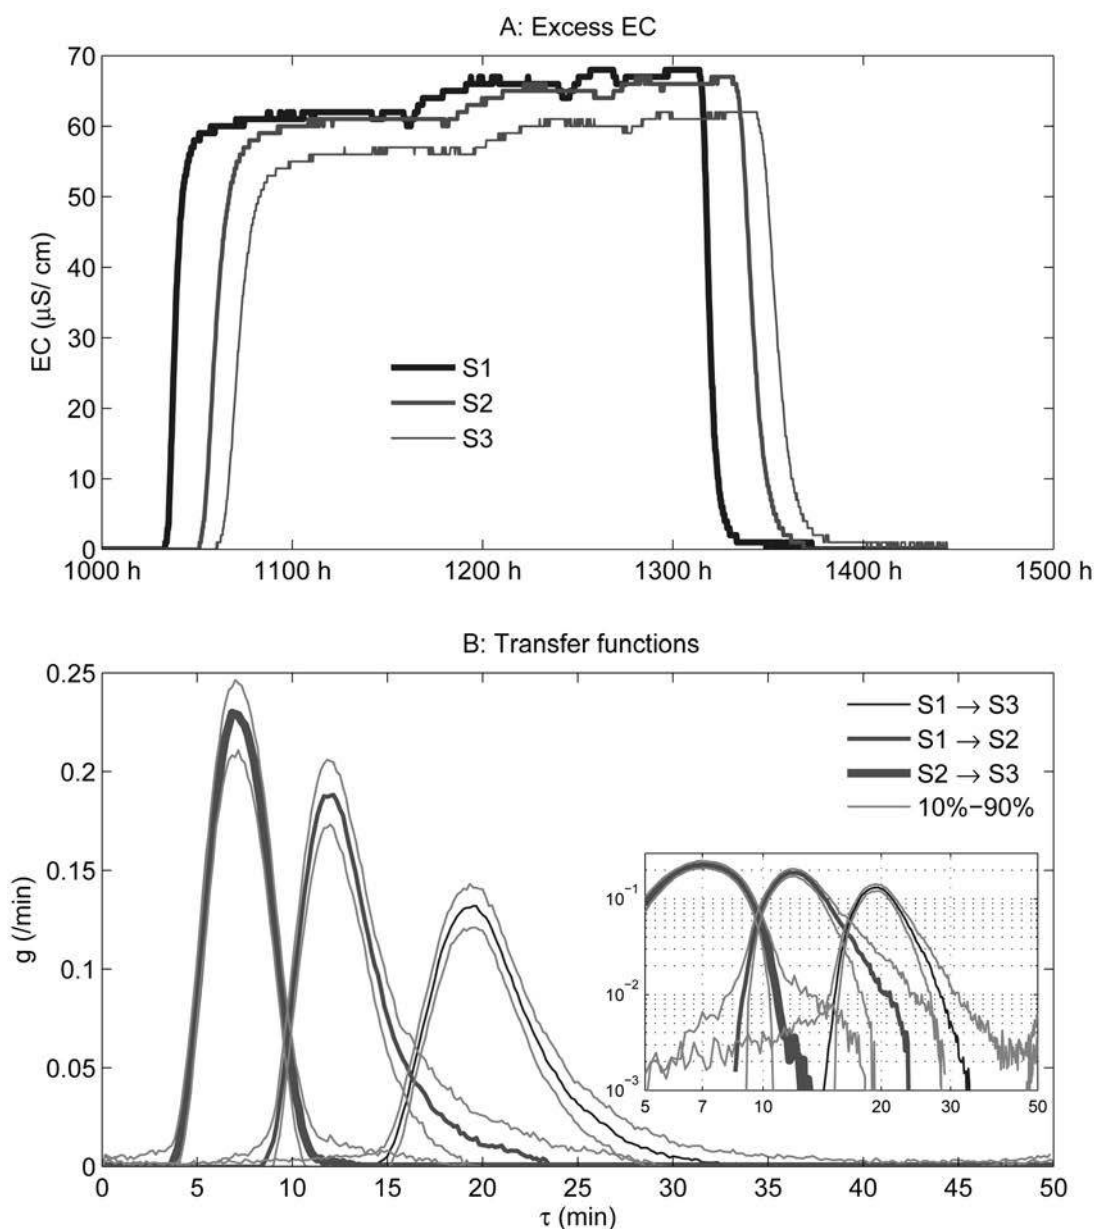 A: Excess EC
70
60
50
40
30
20
10
0
EC (μS/ cm)
S1
S2
S3
1000 h 1100 h 1200 h 1300 h 1400 h 1500 h
B: Transfer functions
0.25
0.2
0.15
0.1
0.05
0
g (/min)
S1 → S3
S1 → S2
S2 → S3
10%−90%
10⁻¹
10⁻²
10⁻³
5 7 10 20 30 50
0 5 10 15 20 25 30 35 40 45 50
τ (min)